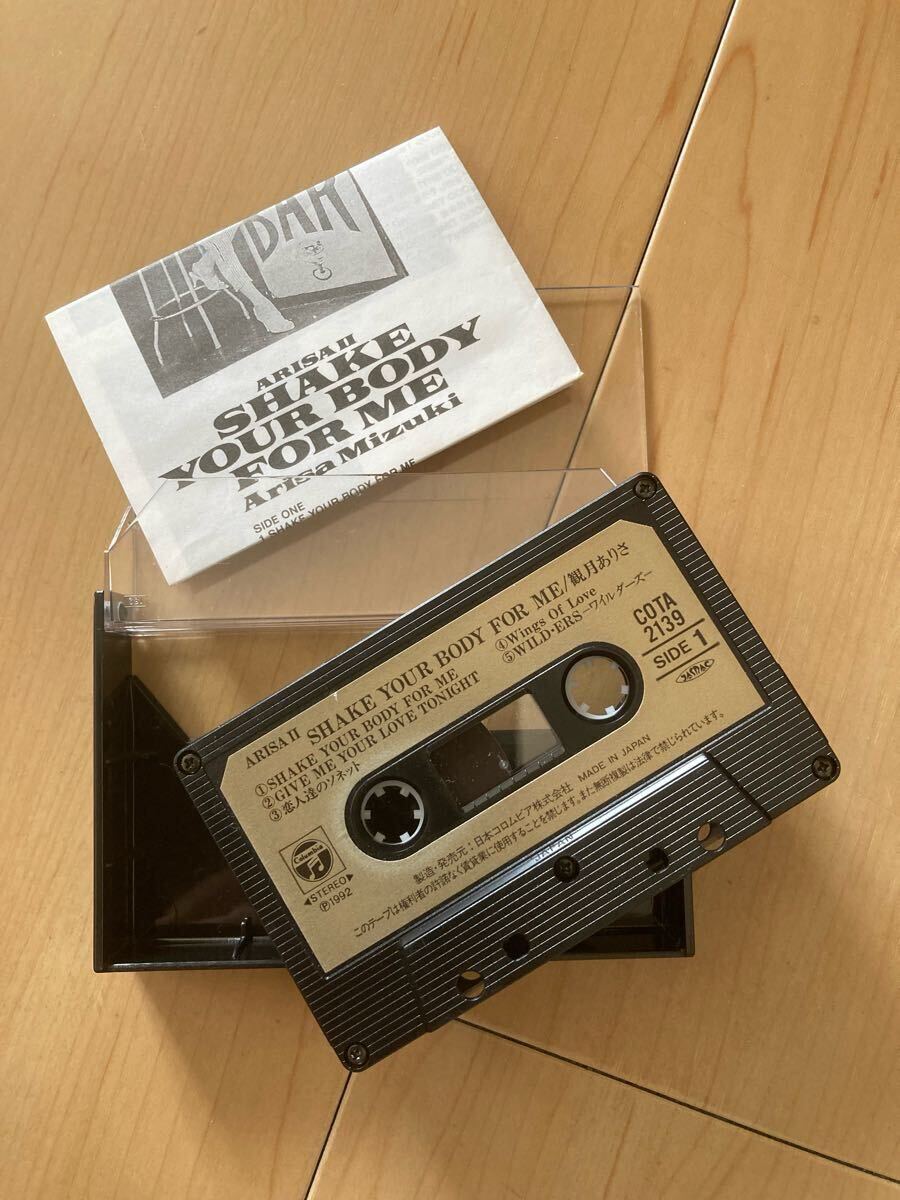 BAR
ARISA II
SHAKE
YOUR BODY
FOR ME
Arisa Mizuki
SIDE ONE
1 SHAKE YOUR BODY FOR ME
ARISA II SHAKE YOUR BODY FOR ME/観月ありさ
①SHAKE YOUR BODY FOR ME
②GIVE ME YOUR LOVE TONIGHT
③恋人達のソネット
④Wings Of Love
⑤WILD・ERS―ワイルダーズ―
COTA
2139
SIDE 1
JASRAC
Columbia
◀STEREO▶
Ⓟ1992
製造・発売元:日本コロムビア株式会社 MADE IN JAPAN
このテープは権利者の許諾なく賃貸業に使用することを禁じます。また無断複製は法律で禁じられています。
JAPAN